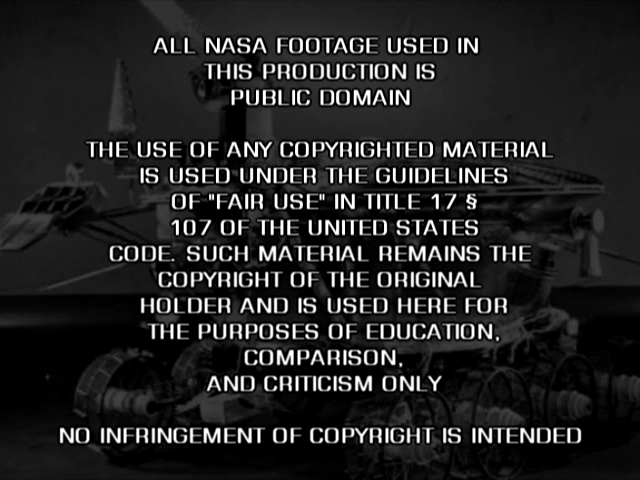 ALL NASA FOOTAGE USED IN
THIS PRODUCTION IS
PUBLIC DOMAIN
THE USE OF ANY COPYRIGHTED MATERIAL
IS USED UNDER THE GUIDELINES
OF "FAIR USE" IN TITLE 17 §
107 OF THE UNITED STATES
CODE. SUCH MATERIAL REMAINS THE
COPYRIGHT OF THE ORIGINAL
HOLDER AND IS USED HERE FOR
THE PURPOSES OF EDUCATION,
COMPARISON,
AND CRITICISM ONLY
NO INFRINGEMENT OF COPYRIGHT IS INTENDED